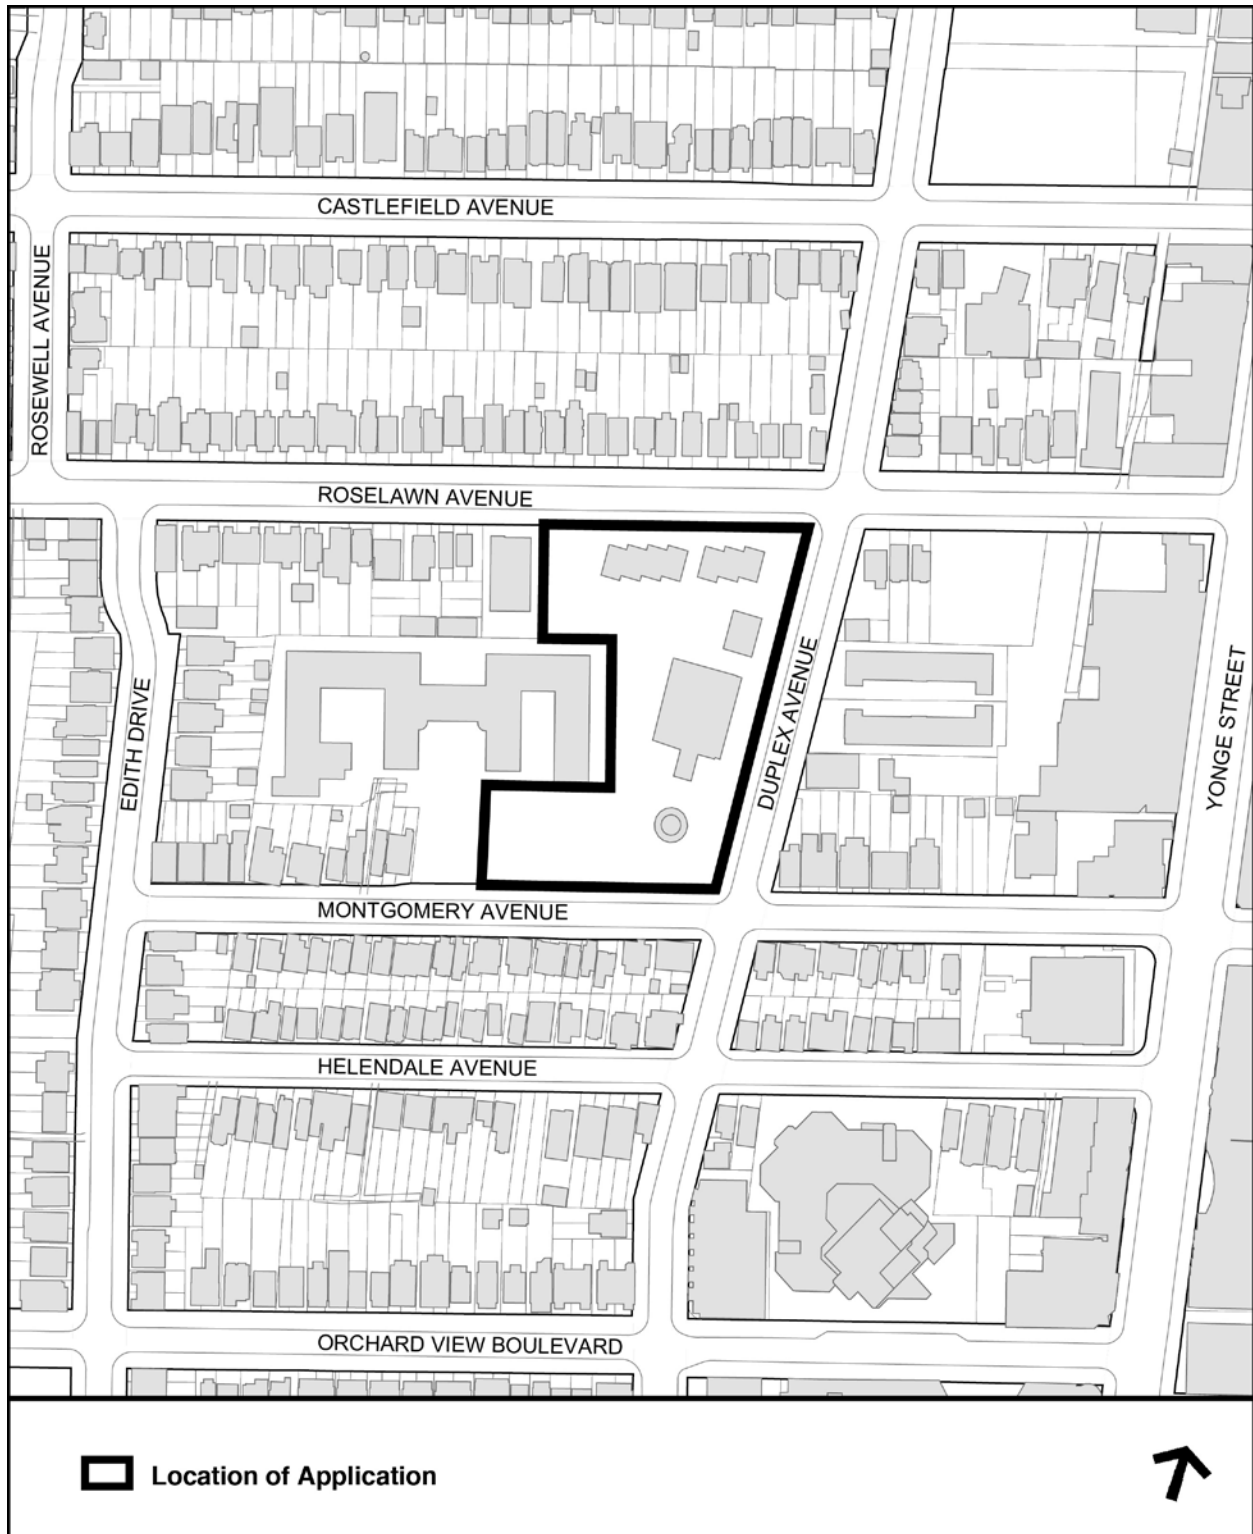 CASTLEFIELD AVENUE
ROSEWELL AVENUE
ROSELAWN AVENUE
EDITH DRIVE
DUPLEX AVENUE
YONGE STREET
MONTGOMERY AVENUE
HELENDALE AVENUE
ORCHARD VIEW BOULEVARD
Location of Application